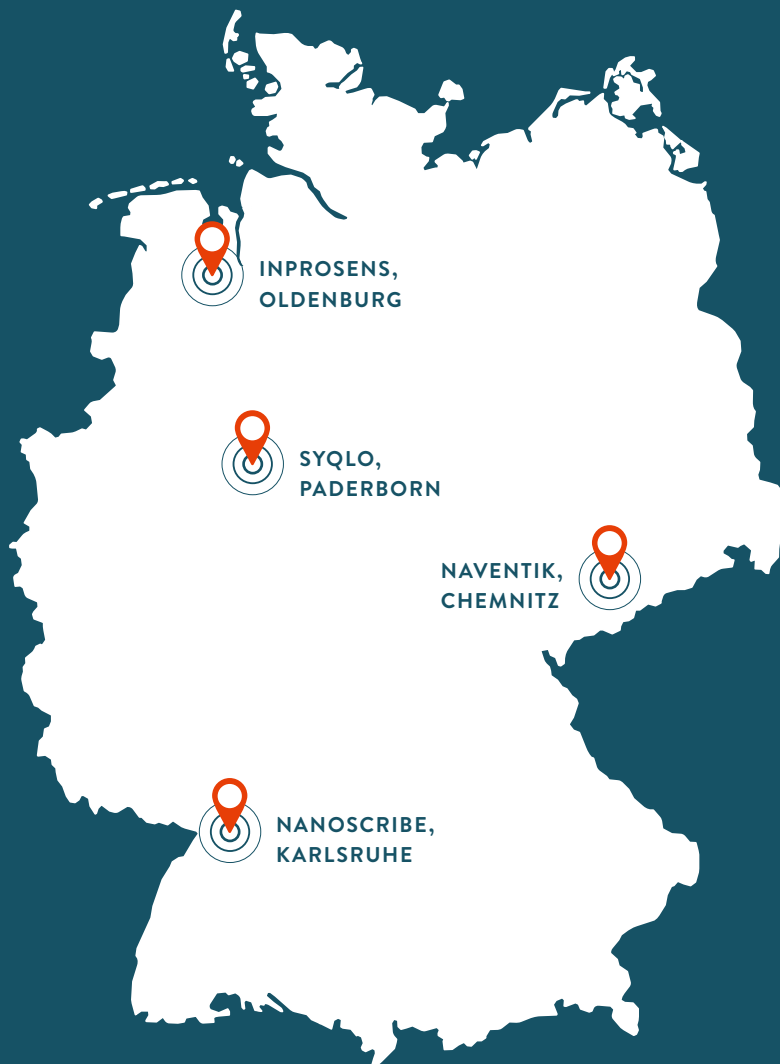 INPROSENS,
OLDENBURG
SYQLO,
PADERBORN
NAVENTIK,
CHEMNITZ
NANOSCRIBE,
KARLSRUHE